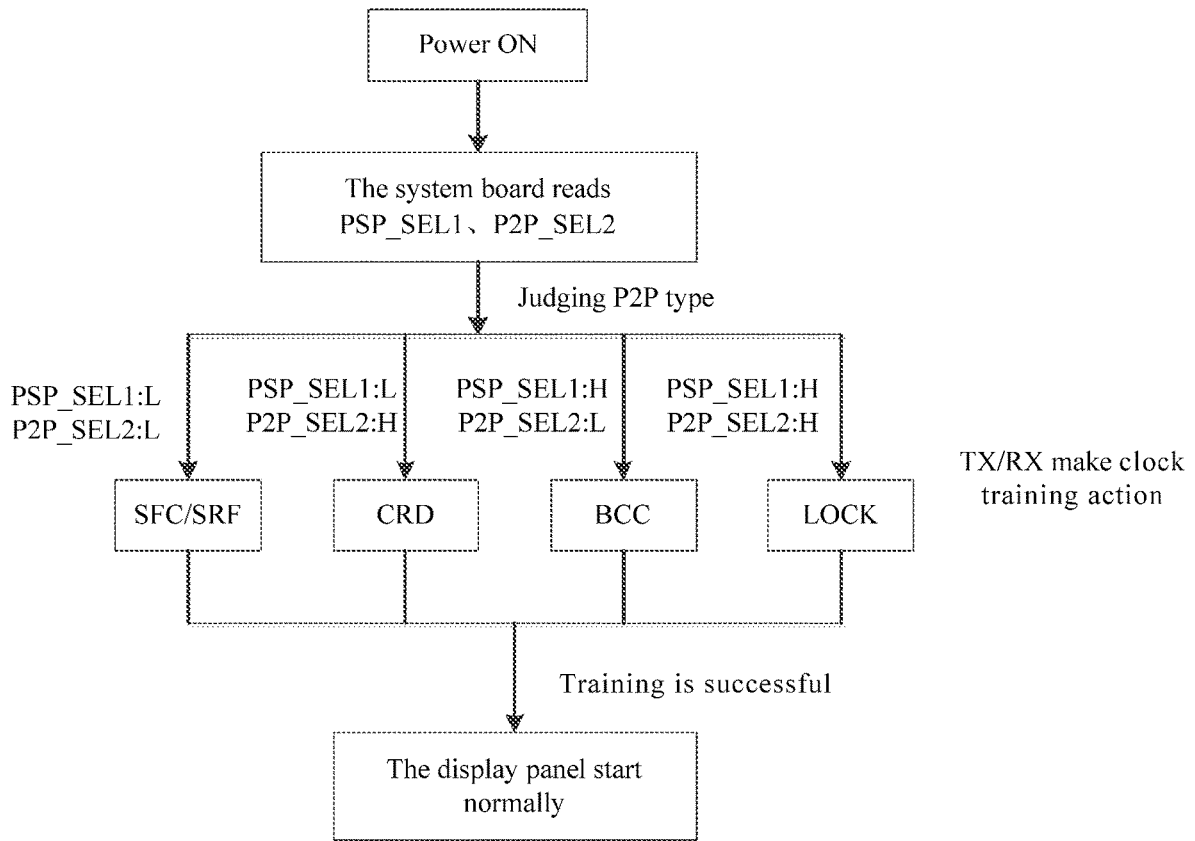 Power ON
The system board reads
PSP_SEL1、P2P_SEL2
Judging P2P type
PSP_SEL1:L
P2P_SEL2:L
PSP_SEL1:L
P2P_SEL2:H
PSP_SEL1:H
P2P_SEL2:L
PSP_SEL1:H
P2P_SEL2:H
TX/RX make clock
training action
SFC/SRF
CRD
BCC
LOCK
Training is successful
The display panel start
normally